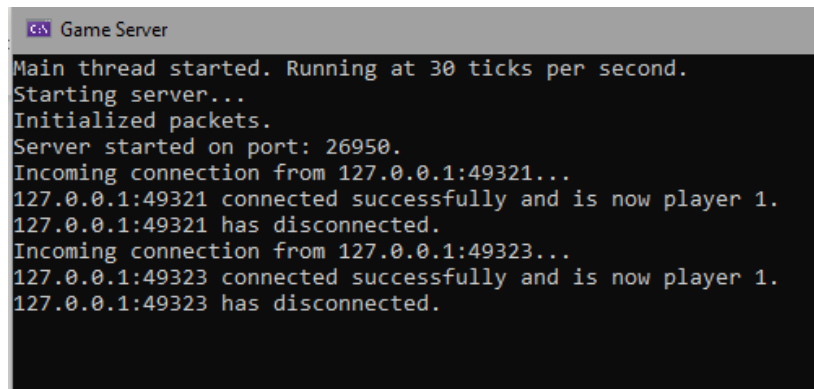 Game Server
Main thread started. Running at 30 ticks per second.
Starting server...
Initialized packets.
Server started on port: 26950.
Incoming connection from 127.0.0.1:49321...
127.0.0.1:49321 connected successfully and is now player 1.
127.0.0.1:49321 has disconnected.
Incoming connection from 127.0.0.1:49323...
127.0.0.1:49323 connected successfully and is now player 1.
127.0.0.1:49323 has disconnected.